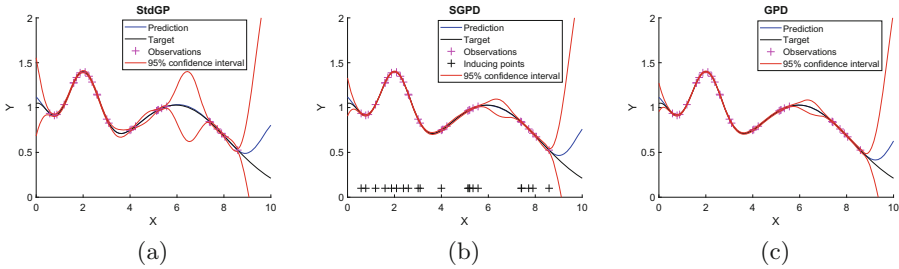 StdGP
2
1.5
Y
1
0.5
0
0 2 4 6 8 10
X
Prediction
Target
Observations
95% confidence interval
(a)
SGPD
2
1.5
Y
1
0.5
0
0 2 4 6 8 10
X
Prediction
Target
Observations
Inducing points
95% confidence interval
(b)
GPD
2
1.5
Y
1
0.5
0
0 2 4 6 8 10
X
Prediction
Target
Observations
95% confidence interval
(c)